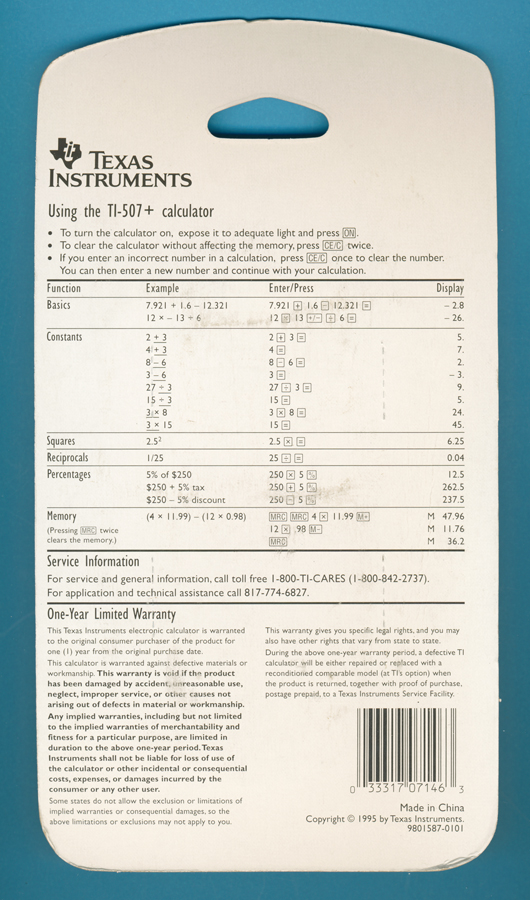 TEXAS
INSTRUMENTS
Using the TI-507+ calculator
• To turn the calculator on, expose it to adequate light and press ON.
• To clear the calculator without affecting the memory, press CE/C twice.
• If you enter an incorrect number in a calculation, press CE/C once to clear the number.
You can then enter a new number and continue with your calculation.
Function Example Enter/Press Display
Basics 7.921 + 1.6 – 12.321 7.921 + 1.6 – 12.321 = – 2.8
12 × – 13 ÷ 6 12 13 +/– ÷ 6 = – 26.
Constants 2 + 3 2 + 3 = 5.
4 + 3 4 = 7.
8 – 6 8 – 6 = 2.
3 – 6 3 = – 3.
27 ÷ 3 27 ÷ 3 = 9.
15 ÷ 3 15 = 5.
3 × 8 3 × 8 = 24.
3 × 15 15 = 45.
Squares 2.5² 2.5 × = 6.25
Reciprocals 1/25 25 ÷ = 0.04
Percentages 5% of $250 250 × 5 % 12.5
$250 + 5% tax 250 + 5 % 262.5
$250 – 5% discount 250 – 5 % 237.5
Memory (4 × 11.99) – (12 × 0.98) MRC MRC 4 × 11.99 M+ M 47.96
(Pressing MRC twice 12 × .98 M– M 11.76
clears the memory.) MRC M 36.2
Service Information
For service and general information, call toll free 1-800-TI-CARES (1-800-842-2737).
For application and technical assistance call 817-774-6827.
One-Year Limited Warranty
This Texas Instruments electronic calculator is warranted
to the original consumer purchaser of the product for
one (1) year from the original purchase date.
This calculator is warranted against defective materials or
workmanship. This warranty is void if the product
has been damaged by accident, unreasonable use,
neglect, improper service, or other causes not
arising out of defects in material or workmanship.
Any implied warranties, including but not limited
to the implied warranties of merchantability and
fitness for a particular purpose, are limited in
duration to the above one-year period. Texas
Instruments shall not be liable for loss of use of
the calculator or other incidental or consequential
costs, expenses, or damages incurred by the
consumer or any other user.
Some states do not allow the exclusion or limitations of
implied warranties or consequential damages, so the
above limitations or exclusions may not apply to you.
This warranty gives you specific legal rights, and you may
also have other rights that vary from state to state.
During the above one-year warranty period, a defective TI
calculator will be either repaired or replaced with a
reconditioned comparable model (at TI's option) when
the product is returned, together with proof of purchase,
postage prepaid, to a Texas Instruments Service Facility.
0 33317 07146 3
Made in China
Copyright © 1995 by Texas Instruments.
9801587-0101